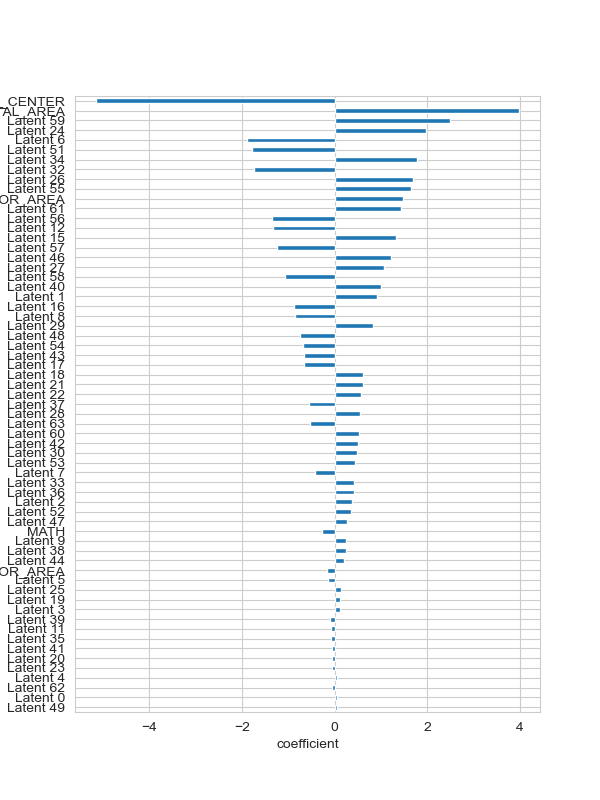 _CENTER
AL_AREA
Latent 59
Latent 24
Latent 6
Latent 51
Latent 34
Latent 32
Latent 26
Latent 55
OR_AREA
Latent 61
Latent 56
Latent 12
Latent 15
Latent 57
Latent 46
Latent 27
Latent 58
Latent 40
Latent 1
Latent 16
Latent 8
Latent 29
Latent 48
Latent 54
Latent 43
Latent 17
Latent 18
Latent 21
Latent 22
Latent 37
Latent 28
Latent 63
Latent 60
Latent 42
Latent 30
Latent 53
Latent 7
Latent 33
Latent 36
Latent 2
Latent 52
Latent 47
MATH
Latent 9
Latent 38
Latent 44
OR_AREA
Latent 5
Latent 25
Latent 19
Latent 3
Latent 39
Latent 11
Latent 35
Latent 41
Latent 20
Latent 23
Latent 4
Latent 62
Latent 0
Latent 49
−4 −2 0 2 4
coefficient